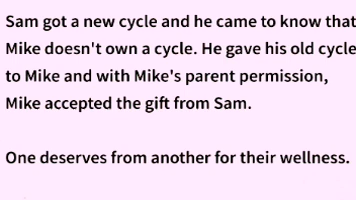 Sam got a new cycle and he came to know that
Mike doesn't own a cycle. He gave his old cycle
to Mike and with Mike's parent permission,
Mike accepted the gift from Sam.
One deserves from another for their wellness.